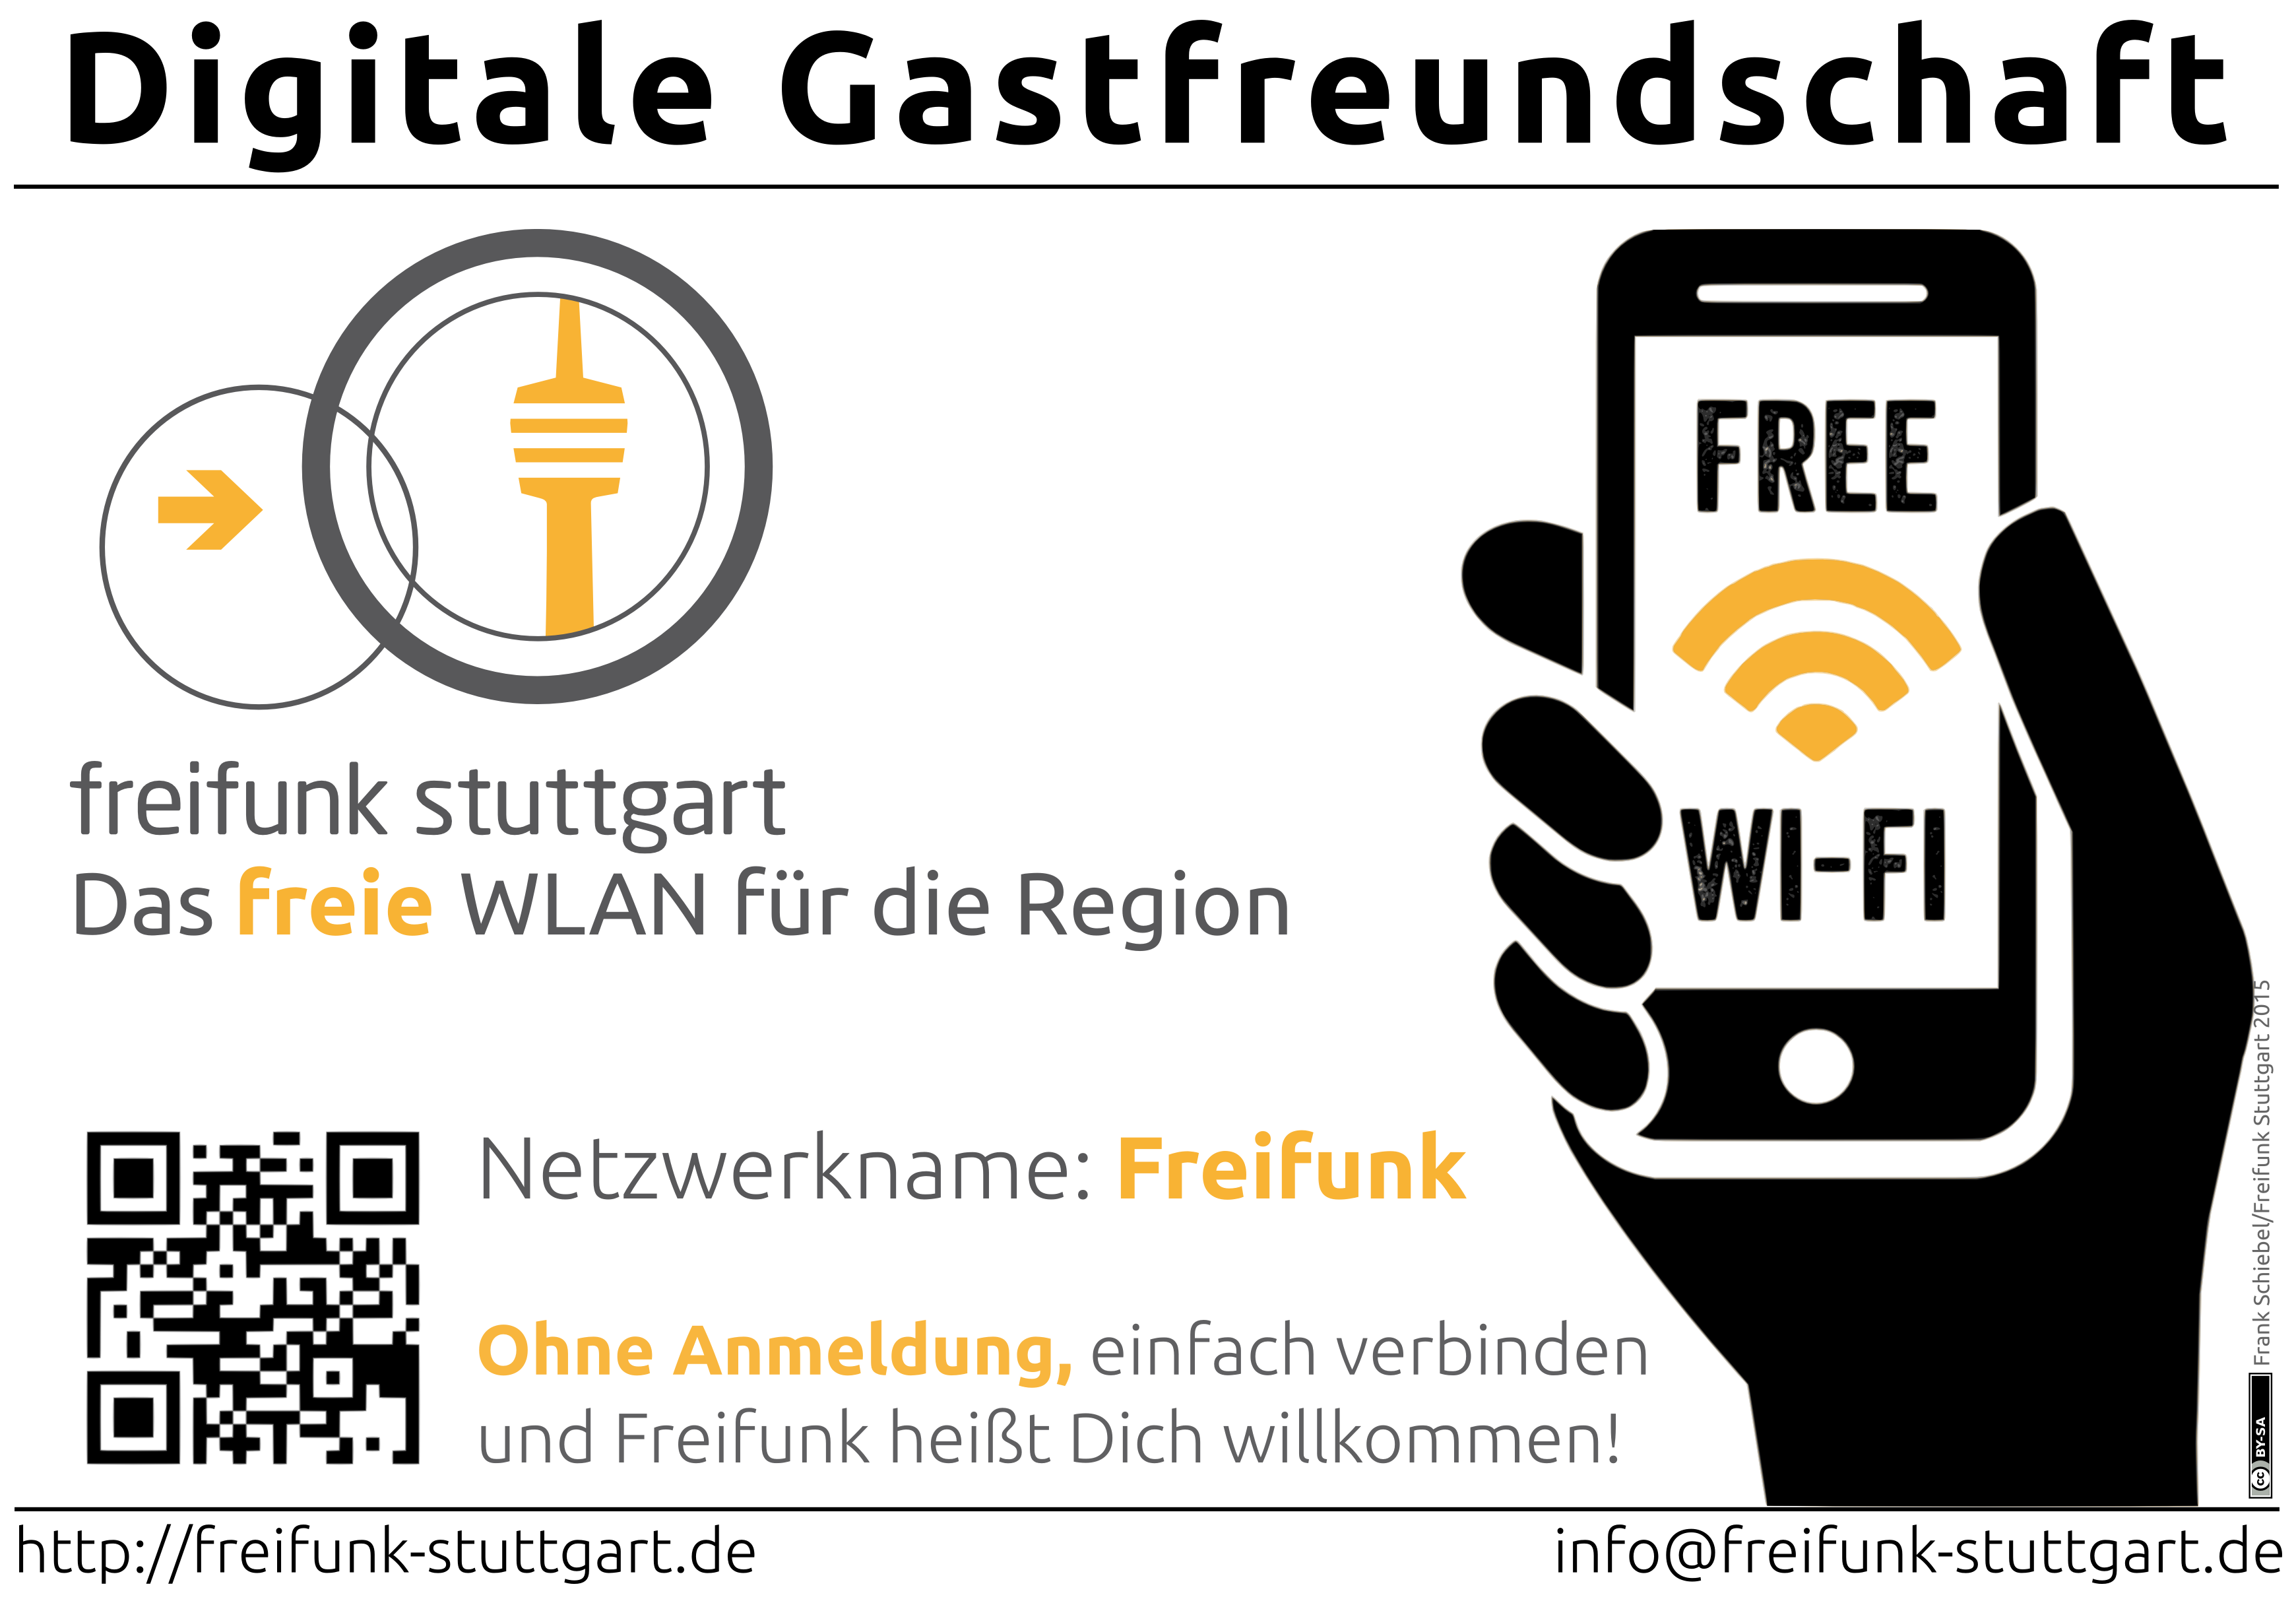 Digitale Gastfreundschaft
freifunk stuttgart
Das freie WLAN für die Region
FREE
WI-FI
Netzwerkname: Freifunk
Ohne Anmeldung, einfach verbinden
und Freifunk heißt Dich willkommen!
Frank Schiebel/Freifunk Stuttgart 2015
cc BY-SA
http://freifunk-stuttgart.de
info@freifunk-stuttgart.de